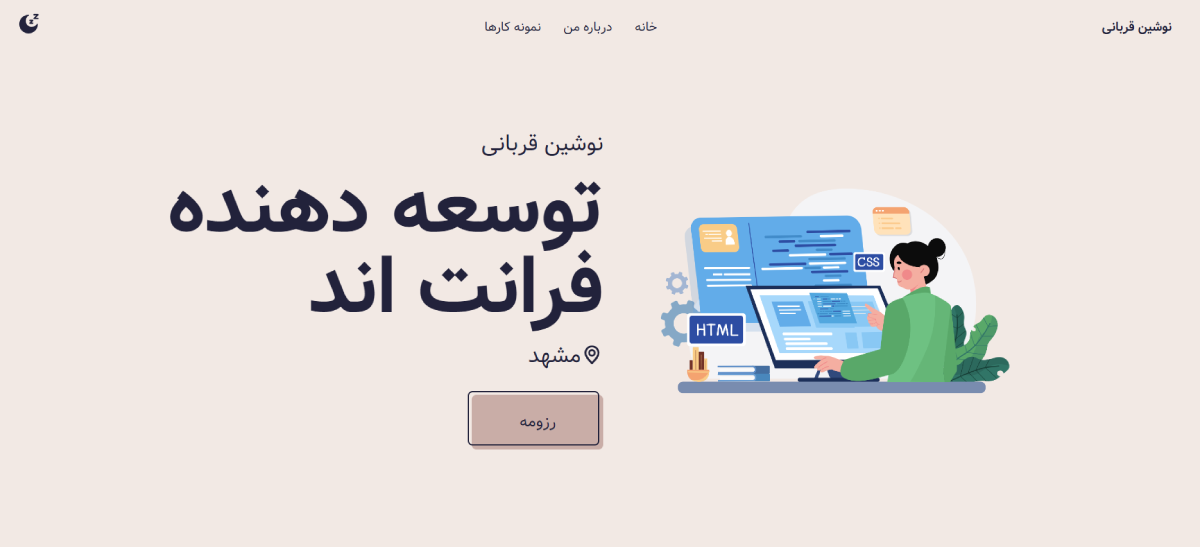 نوشین قربانی
خانه
درباره من
نمونه کارها
نوشین قربانی
توسعه دهنده
فرانت اند
مشهد
رزومه
CSS
HTML